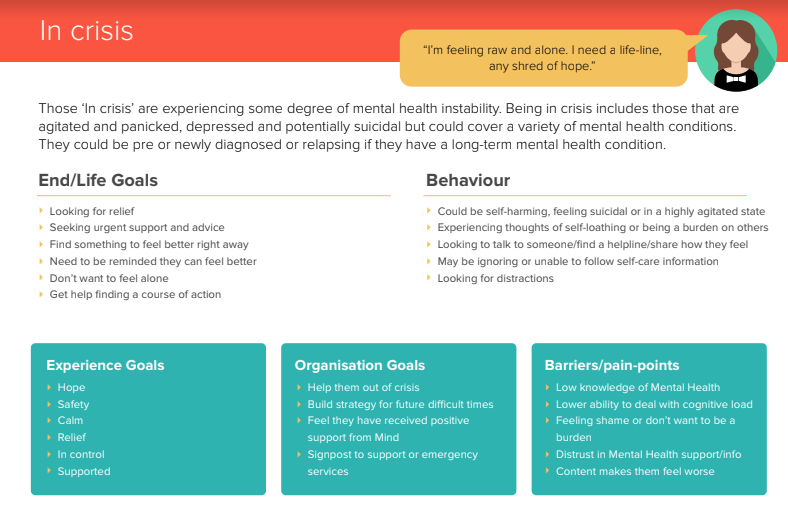 In crisis
“I’m feeling raw and alone. I need a life-line,
any shred of hope.”
Those ‘In crisis’ are experiencing some degree of mental health instability. Being in crisis includes those that are
agitated and panicked, depressed and potentially suicidal but could cover a variety of mental health conditions.
They could be pre or newly diagnosed or relapsing if they have a long-term mental health condition.
End/Life Goals
Looking for relief
Seeking urgent support and advice
Find something to feel better right away
Need to be reminded they can feel better
Don’t want to feel alone
Get help finding a course of action
Behaviour
Could be self-harming, feeling suicidal or in a highly agitated state
Experiencing thoughts of self-loathing or being a burden on others
Looking to talk to someone/find a helpline/share how they feel
May be ignoring or unable to follow self-care information
Looking for distractions
Experience Goals
Hope
Safety
Calm
Relief
In control
Supported
Organisation Goals
Help them out of crisis
Build strategy for future difficult times
Feel they have received positive
support from Mind
Signpost to support or emergency
services
Barriers/pain-points
Low knowledge of Mental Health
Lower ability to deal with cognitive load
Feeling shame or don’t want to be a
burden
Distrust in Mental Health support/info
Content makes them feel worse